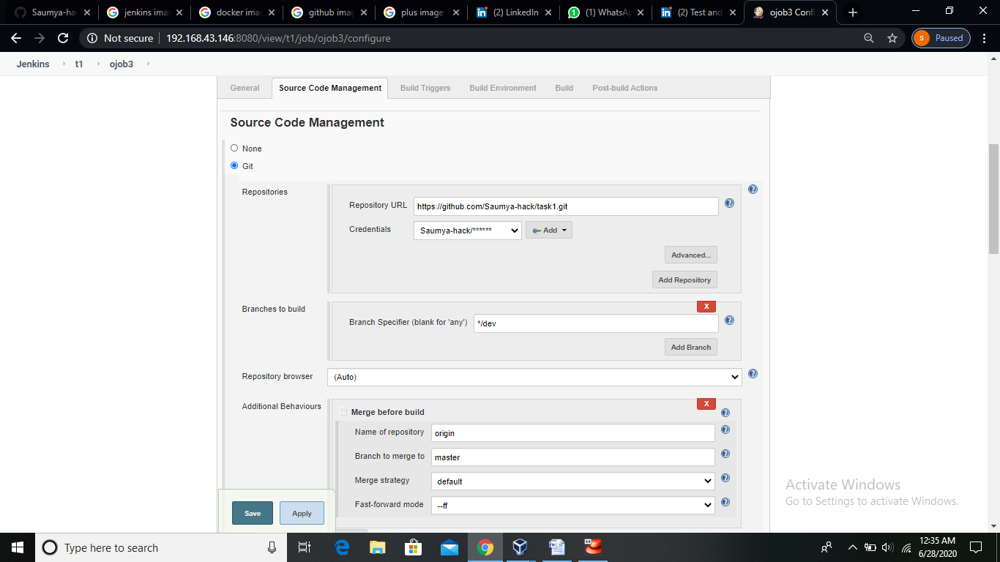 Saumya-ha
jenkins ima
docker ima
github ima
plus image
(2) LinkedIn
(1) WhatsA
(2) Test and
ojob3 Confi
Not secure | 192.168.43.146:8080/view/t1/job/ojob3/configure
S Paused
Jenkins t1 ojob3
General Source Code Management Build Triggers Build Environment Build Post-build Actions
Source Code Management
None
Git
Repositories
Repository URL https://github.com/Saumya-hack/task1.git
Credentials Saumya-hack/****** Add
Advanced...
Add Repository
Branches to build
X
Branch Specifier (blank for 'any') */dev
Add Branch
Repository browser (Auto)
Additional Behaviours
X
Merge before build
Name of repository origin
Branch to merge to master
Merge strategy default
Fast-forward mode --ff
Save Apply
Activate Windows
Go to Settings to activate Windows.
Type here to search
12:35 AM
6/28/2020